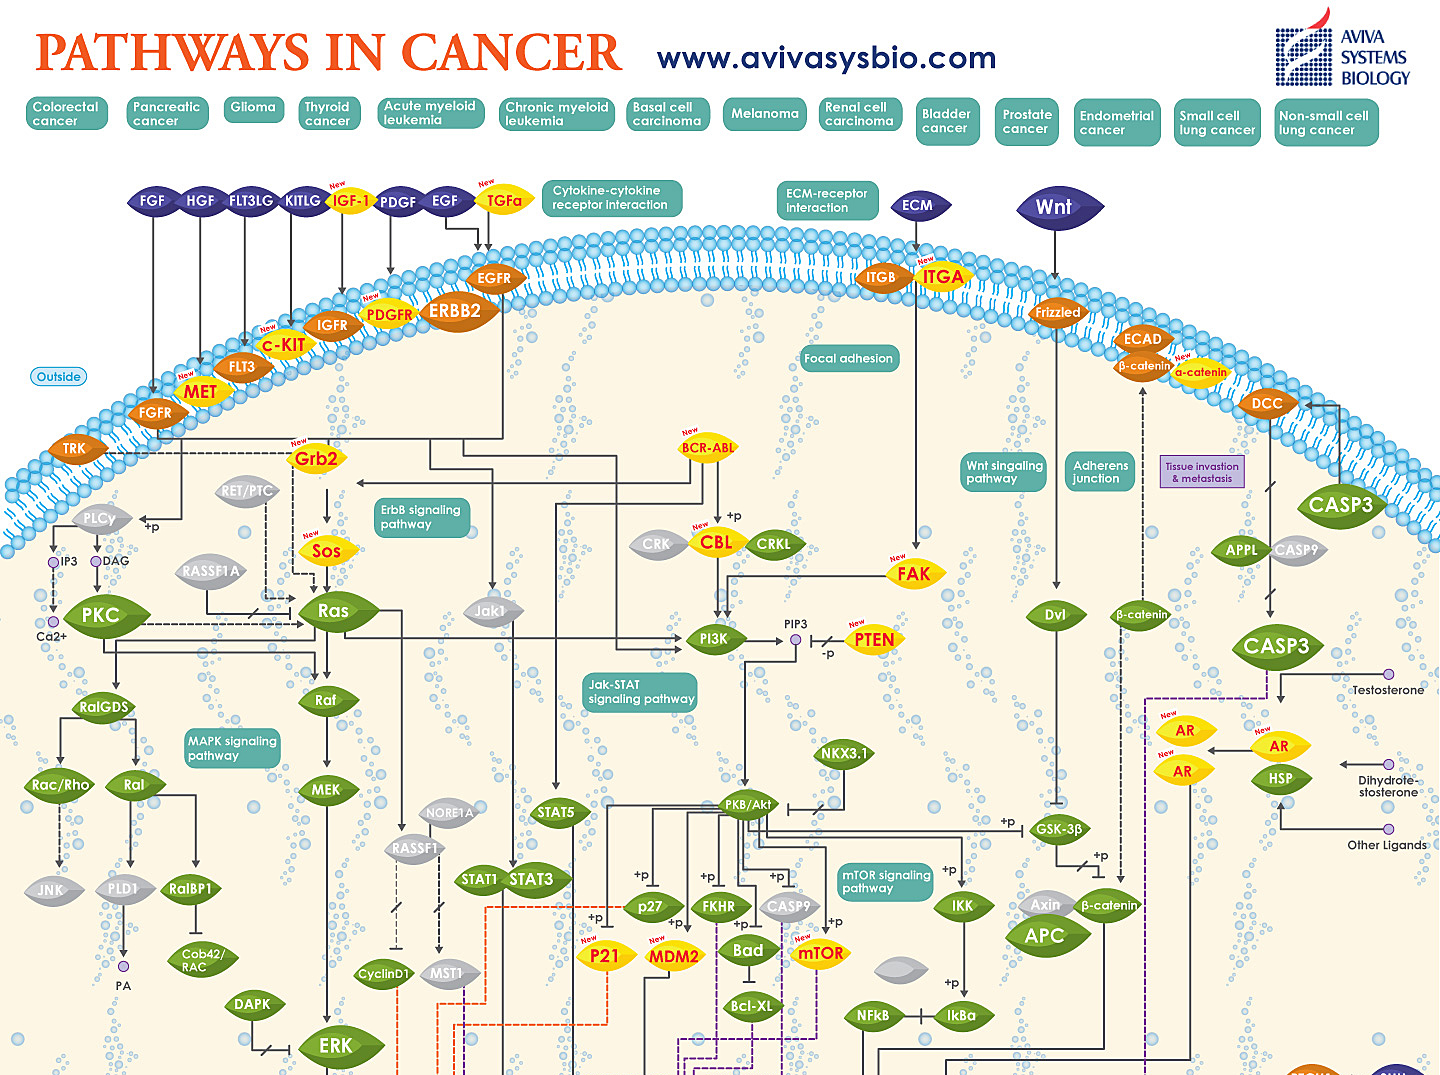 PATHWAYS IN CANCER
www.avivasysbio.com
AVIVA
SYSTEMS
BIOLOGY
Colorectal
cancer
Pancreatic
cancer
Glioma
Thyroid
cancer
Acute myeloid
leukemia
Chronic myeloid
leukemia
Basal cell
carcinoma
Melanoma
Renal cell
carcinoma
Bladder
cancer
Prostate
cancer
Endometrial
cancer
Small cell
lung cancer
Non-small cell
lung cancer
FGF
HGF
FLT3LG
KITLG
New
IGF-1
PDGF
EGF
New
TGFa
Cytokine-cytokine
receptor interaction
ECM-receptor
interaction
ECM
Wnt
EGFR
ERBB2
New
PDGFR
IGFR
New
c-KIT
FLT3
New
MET
FGFR
TRK
Outside
ITGB
New
ITGA
Frizzled
ECAD
β-catenin
New
α-catenin
DCC
Focal adhesion
New
Grb2
New
BCR-ABL
Wnt singaling
pathway
Adherens
junction
Tissue invasion
& metastasis
CASP3
RET/PTC
PLCγ
+p
ErbB signaling
pathway
+p
New
Sos
CRK
New
CBL
CRKL
APPL
CASP9
IP3
DAG
RASSF1A
New
FAK
PKC
Ca2+
Ras
Jak1
PI3K
PIP3
-p
New
PTEN
Dvl
β-catenin
CASP3
Testosterone
RalGDS
Raf
Jak-STAT
signaling pathway
MAPK signaling
pathway
NKX3.1
New
AR
New
AR
New
AR
HSP
Dihydrote-
stosterone
Other Ligands
Rac/Rho
Ral
MEK
NORE1A
RASSF1
STAT5
PKB/Akt
+p
GSK-3β
+p
JNK
PLD1
RalBP1
STAT1
STAT3
+p
+p
+p
+p
mTOR signaling
pathway
p27
FKHR
CASP9
IKK
Axin
β-catenin
APC
+p
+p
+p
+p
New
P21
New
MDM2
Bad
New
mTOR
Cob42/
RAC
PA
CyclinD1
MST1
+p
DAPK
Bcl-XL
NFkB
IkBa
ERK